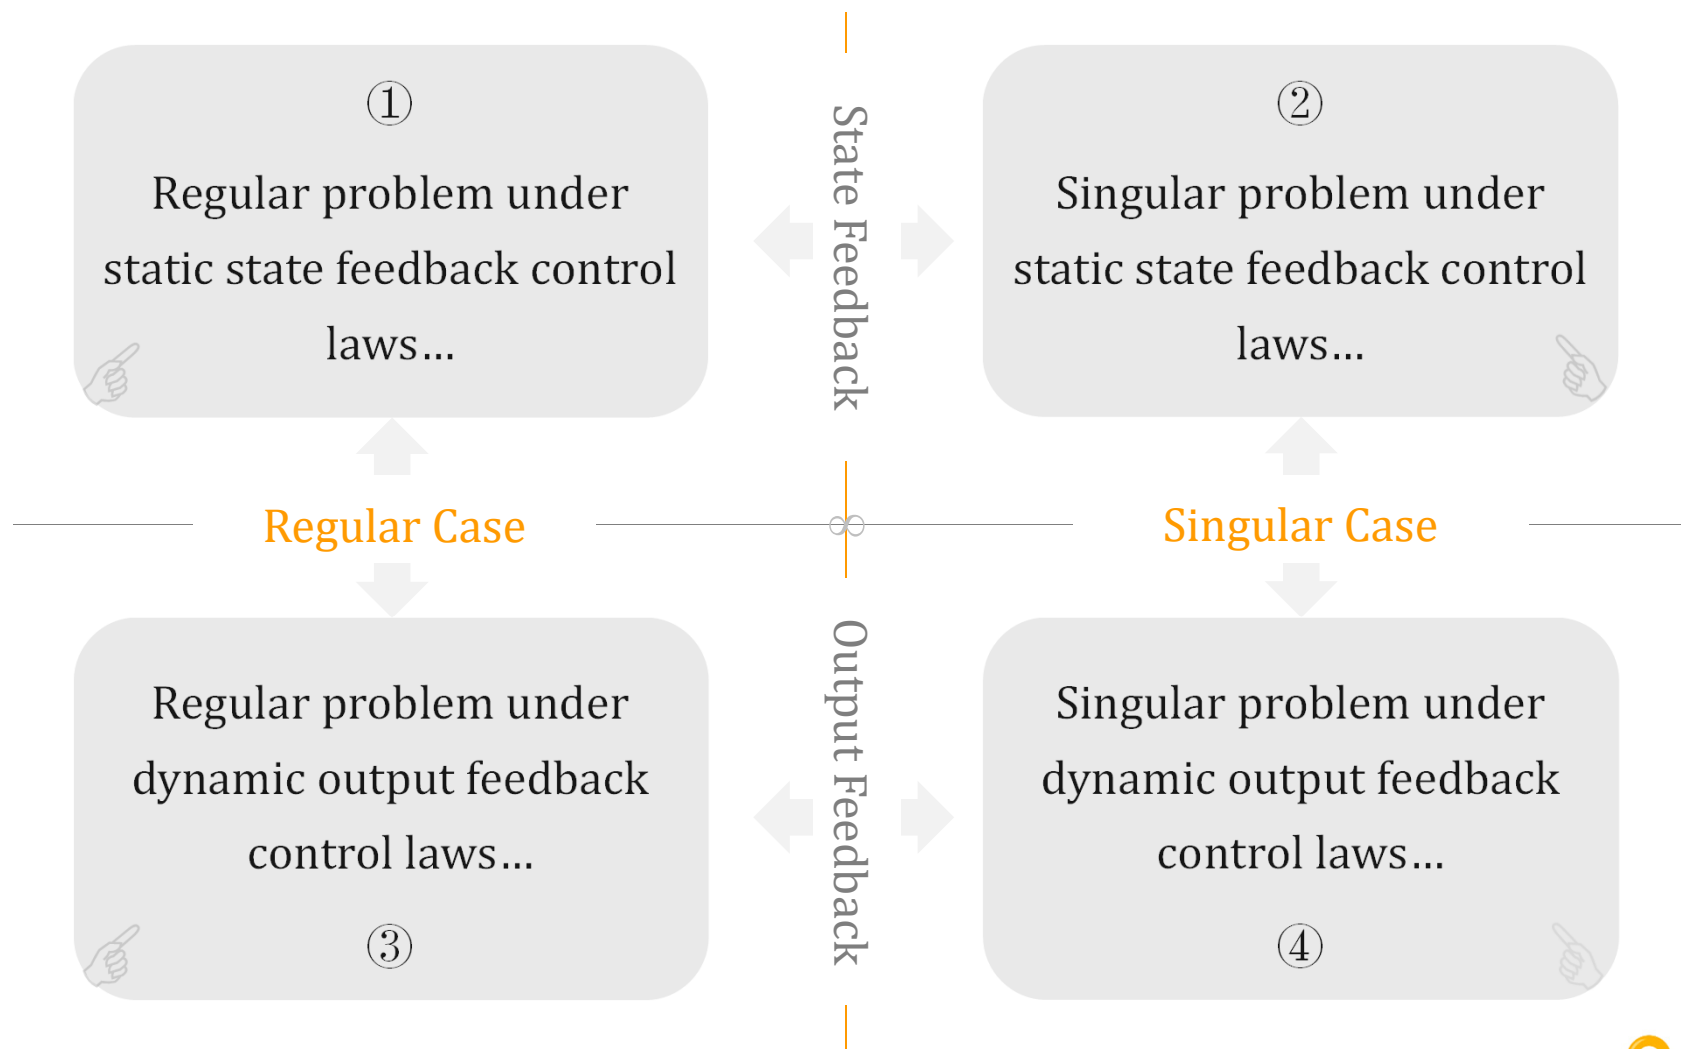 ①
Regular problem under
static state feedback control
laws…
State Feedback
②
Singular problem under
static state feedback control
laws…
Regular Case
∞
Singular Case
Regular problem under
dynamic output feedback
control laws…
③
Output Feedback
Singular problem under
dynamic output feedback
control laws…
④